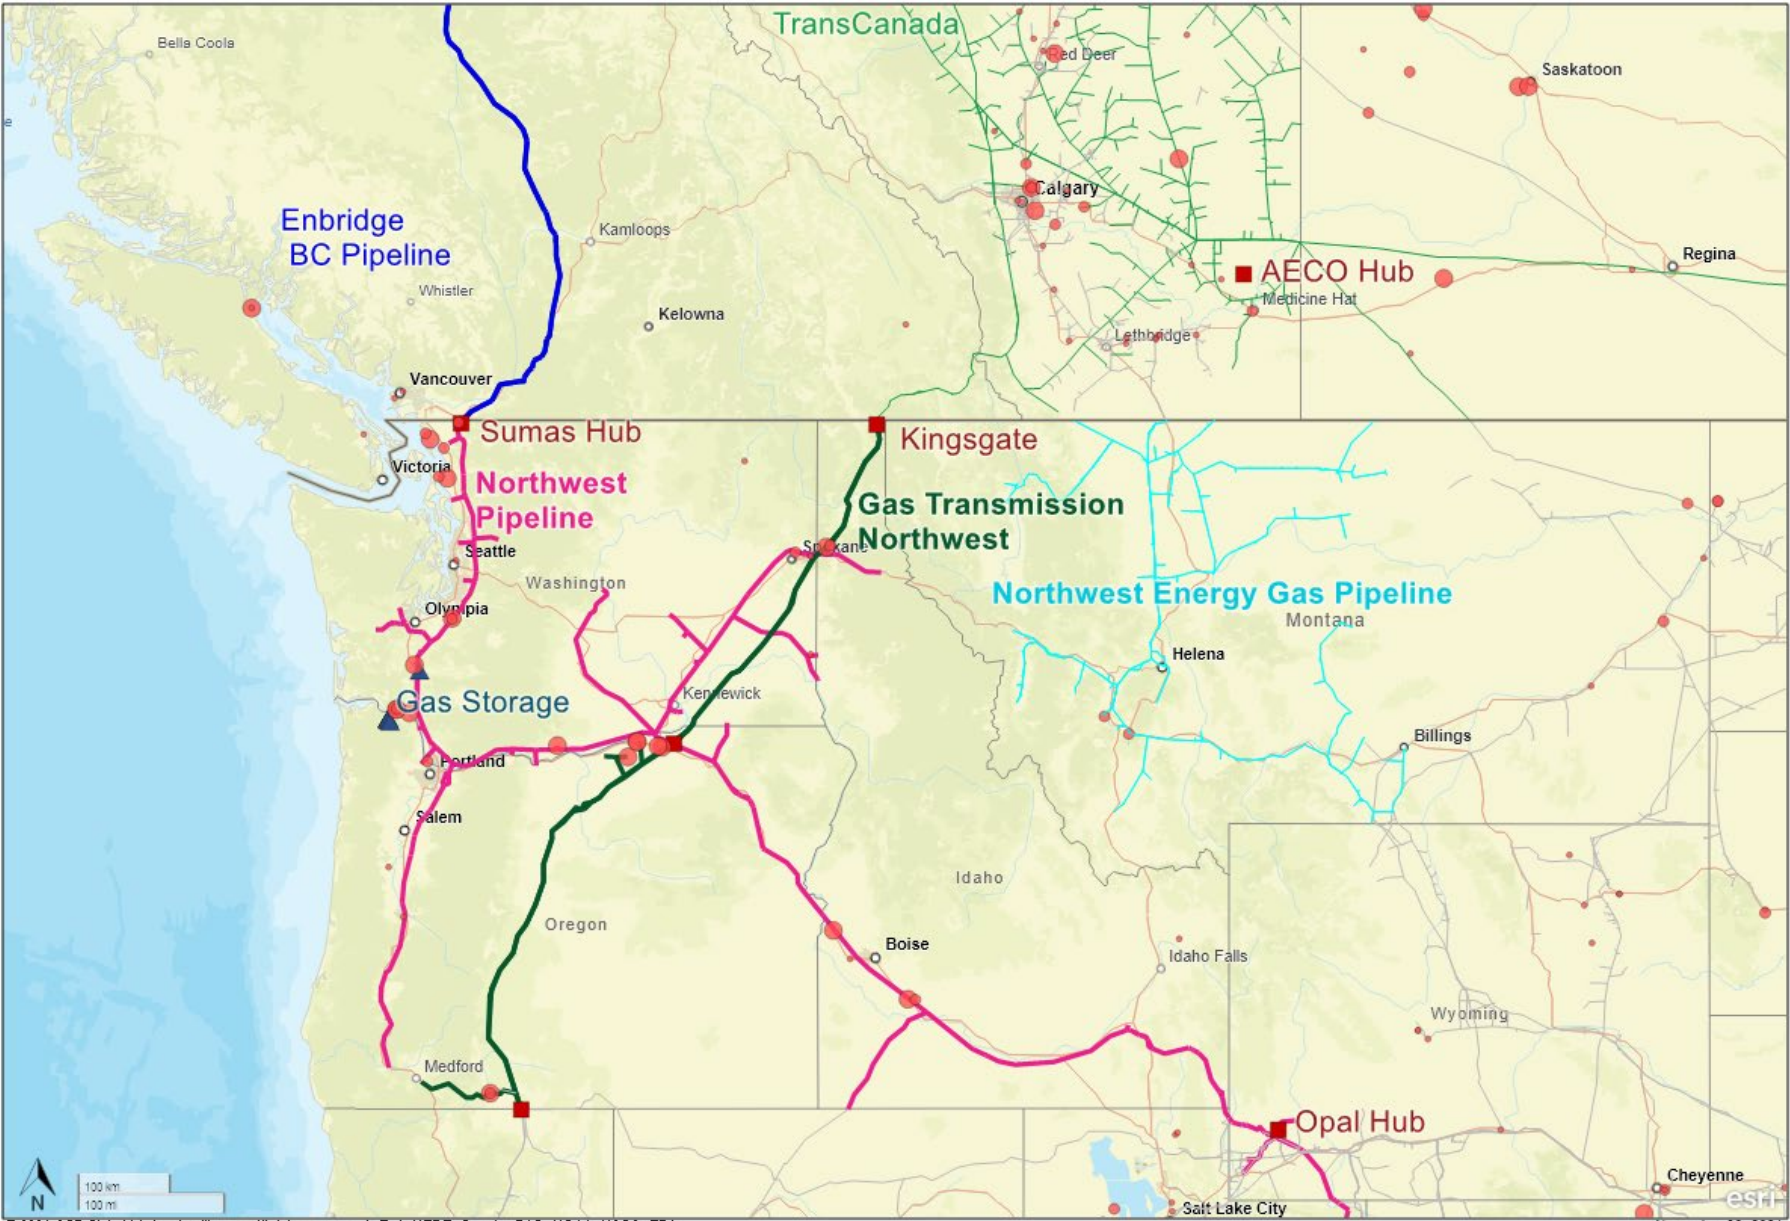 TransCanada
Bella Coola
Red Deer
Saskatoon
Calgary
Enbridge
BC Pipeline
Kamloops
Regina
AECO Hub
Medicine Hat
Whistler
Kelowna
Lethbridge
Vancouver
Sumas Hub
Kingsgate
Victoria
Northwest
Pipeline
Gas Transmission
Northwest
Seattle
Spokane
Washington
Northwest Energy Gas Pipeline
Montana
Olympia
Helena
Gas Storage
Kennewick
Billings
Portland
Salem
Idaho
Oregon
Boise
Idaho Falls
Wyoming
Medford
Opal Hub
Cheyenne
N
100 km
100 mi
Salt Lake City
esri